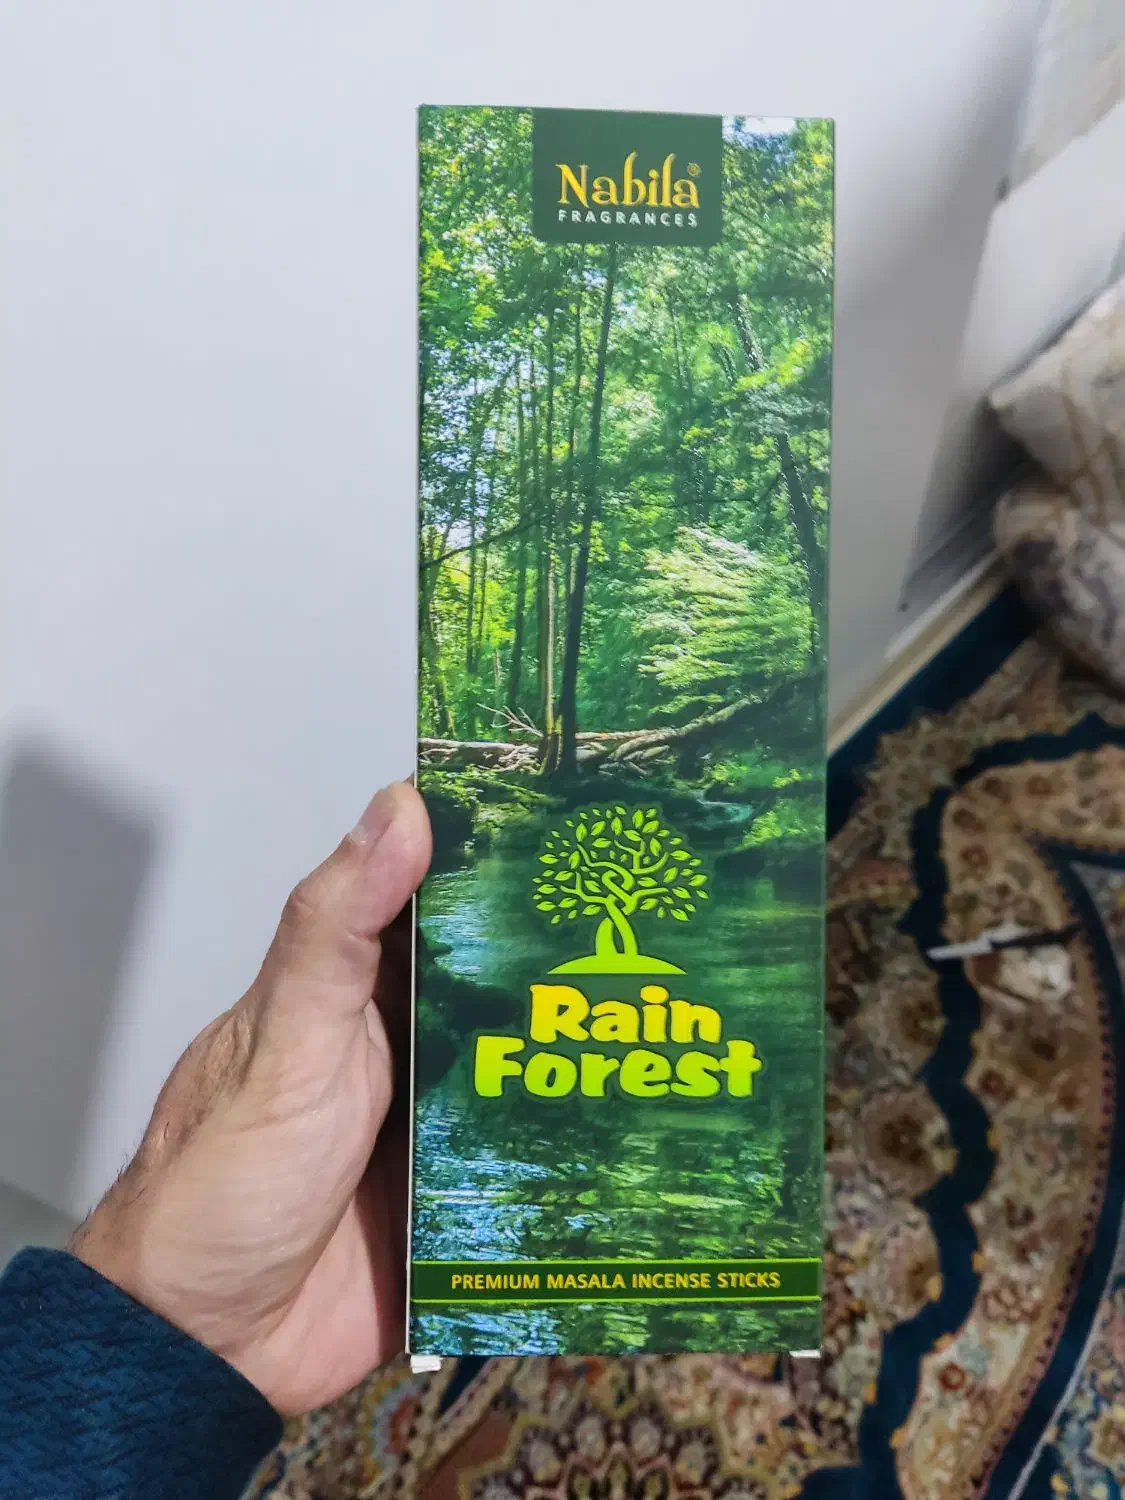 Nabila®
FRAGRANCES
Rain
Forest
PREMIUM MASALA INCENSE STICKS